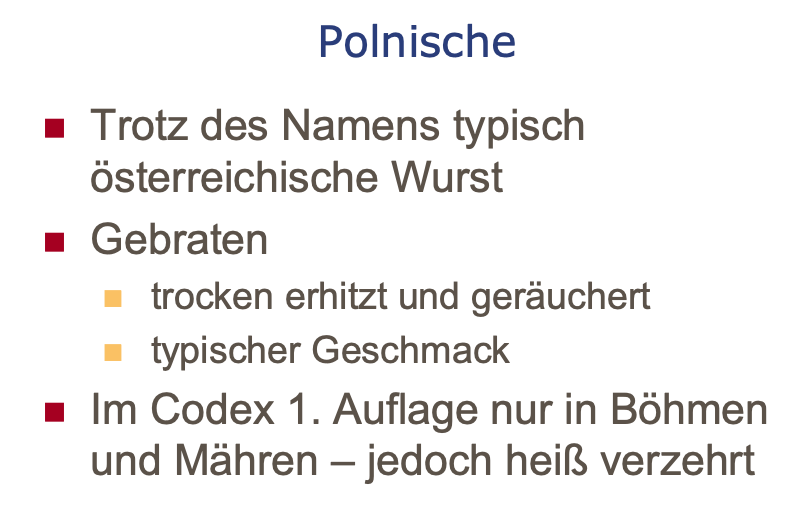 Polnische
Trotz des Namens typisch
österreichische Wurst
Gebraten
trocken erhitzt und geräuchert
typischer Geschmack
Im Codex 1. Auflage nur in Böhmen
und Mähren – jedoch heiß verzehrt